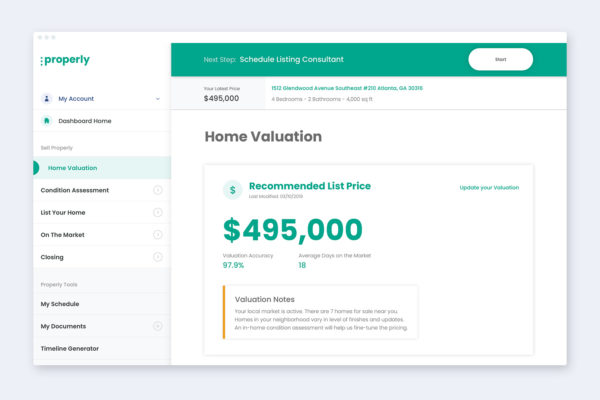 :properly
Next Step: Schedule Listing Consultant
Start
My Account
Dashboard Home
Sell Properly
Home Valuation
Condition Assessment
List Your Home
On The Market
Closing
Properly Tools
My Schedule
My Documents
Timeline Generator
Your Latest Price
$495,000
1512 Glendwood Avenue Southeast #210 Atlanta, GA 30316
4 Bedrooms - 2 Bathrooms - 4,000 sq ft
Home Valuation
$
Recommended List Price
Last Modified: 03/10/2019
Update your Valuation
$495,000
Valuation Accuracy
97.9%
Average Days on the Market
18
Valuation Notes
Your local market is active. There are 7 homes for sale near you.
Homes in your neighborhood vary in level of finishes and updates.
An in-home condition assessment will help us fine-tune the pricing.